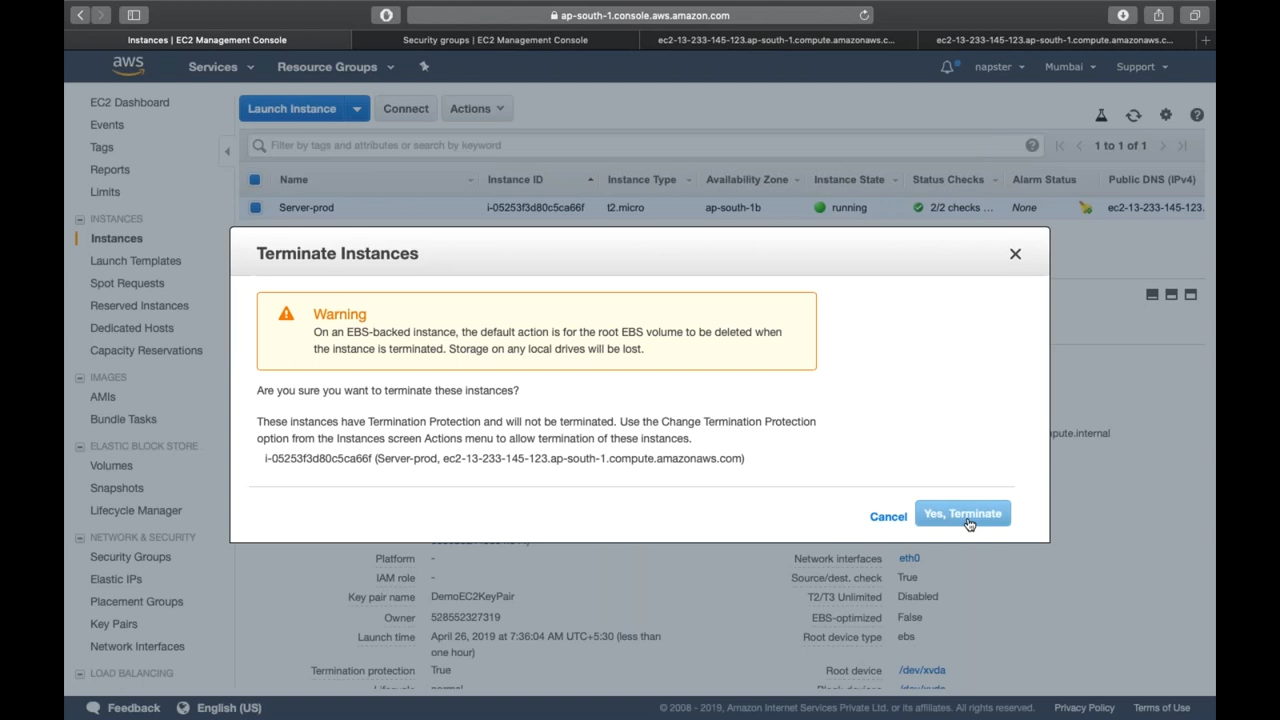 ap-south-1.console.aws.amazon.com
Instances | EC2 Management Console
Security groups | EC2 Management Console
ec2-13-233-145-123.ap-south-1.compute.amazonaws.c...
ec2-13-233-145-123.ap-south-1.compute.amazonaws.c...
aws
Services
Resource Groups
napster
Mumbai
Support
EC2 Dashboard
Events
Tags
Reports
Limits
INSTANCES
Instances
Launch Templates
Spot Requests
Reserved Instances
Dedicated Hosts
Capacity Reservations
IMAGES
AMIs
Bundle Tasks
ELASTIC BLOCK STORE
Volumes
Snapshots
Lifecycle Manager
NETWORK & SECURITY
Security Groups
Elastic IPs
Placement Groups
Key Pairs
Network Interfaces
LOAD BALANCING
Launch Instance
Connect
Actions
Filter by tags and attributes or search by keyword
1 to 1 of 1
Name Instance ID Instance Type Availability Zone Instance State Status Checks Alarm Status Public DNS (IPv4)
Server-prod i-05253f3d80c5ca66f t2.micro ap-south-1b running 2/2 checks ... None ec2-13-233-145-123.
Terminate Instances
Warning
On an EBS-backed instance, the default action is for the root EBS volume to be deleted when
the instance is terminated. Storage on any local drives will be lost.
Are you sure you want to terminate these instances?
These instances have Termination Protection and will not be terminated. Use the Change Termination Protection
option from the Instances screen Actions menu to allow termination of these instances.
i-05253f3d80c5ca66f (Server-prod, ec2-13-233-145-123.ap-south-1.compute.amazonaws.com)
Cancel
Yes, Terminate
pute.internal
Platform -
IAM role -
Key pair name DemoEC2KeyPair
Owner 528552327319
Launch time April 26, 2019 at 7:36:04 AM UTC+5:30 (less than
one hour)
Termination protection True
Network interfaces eth0
Source/dest. check True
T2/T3 Unlimited Disabled
EBS-optimized False
Root device type ebs
Root device /dev/xvda
Feedback
English (US)
© 2008 - 2019, Amazon Internet Services Private Ltd. or its affiliates. All rights reserved.
Privacy Policy
Terms of Use